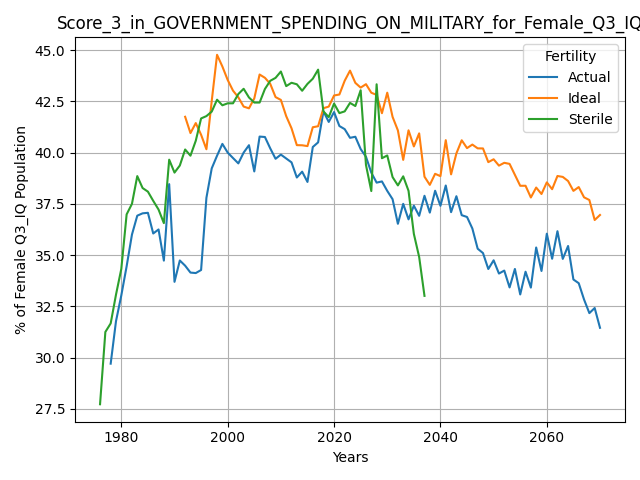 Score_3_in_GOVERNMENT_SPENDING_ON_MILITARY_for_Female_Q3_IQ
45.0
42.5
40.0
37.5
35.0
32.5
30.0
27.5
% of Female Q3_IQ Population
Fertility
Actual
Ideal
Sterile
1980
2000
2020
2040
2060
Years